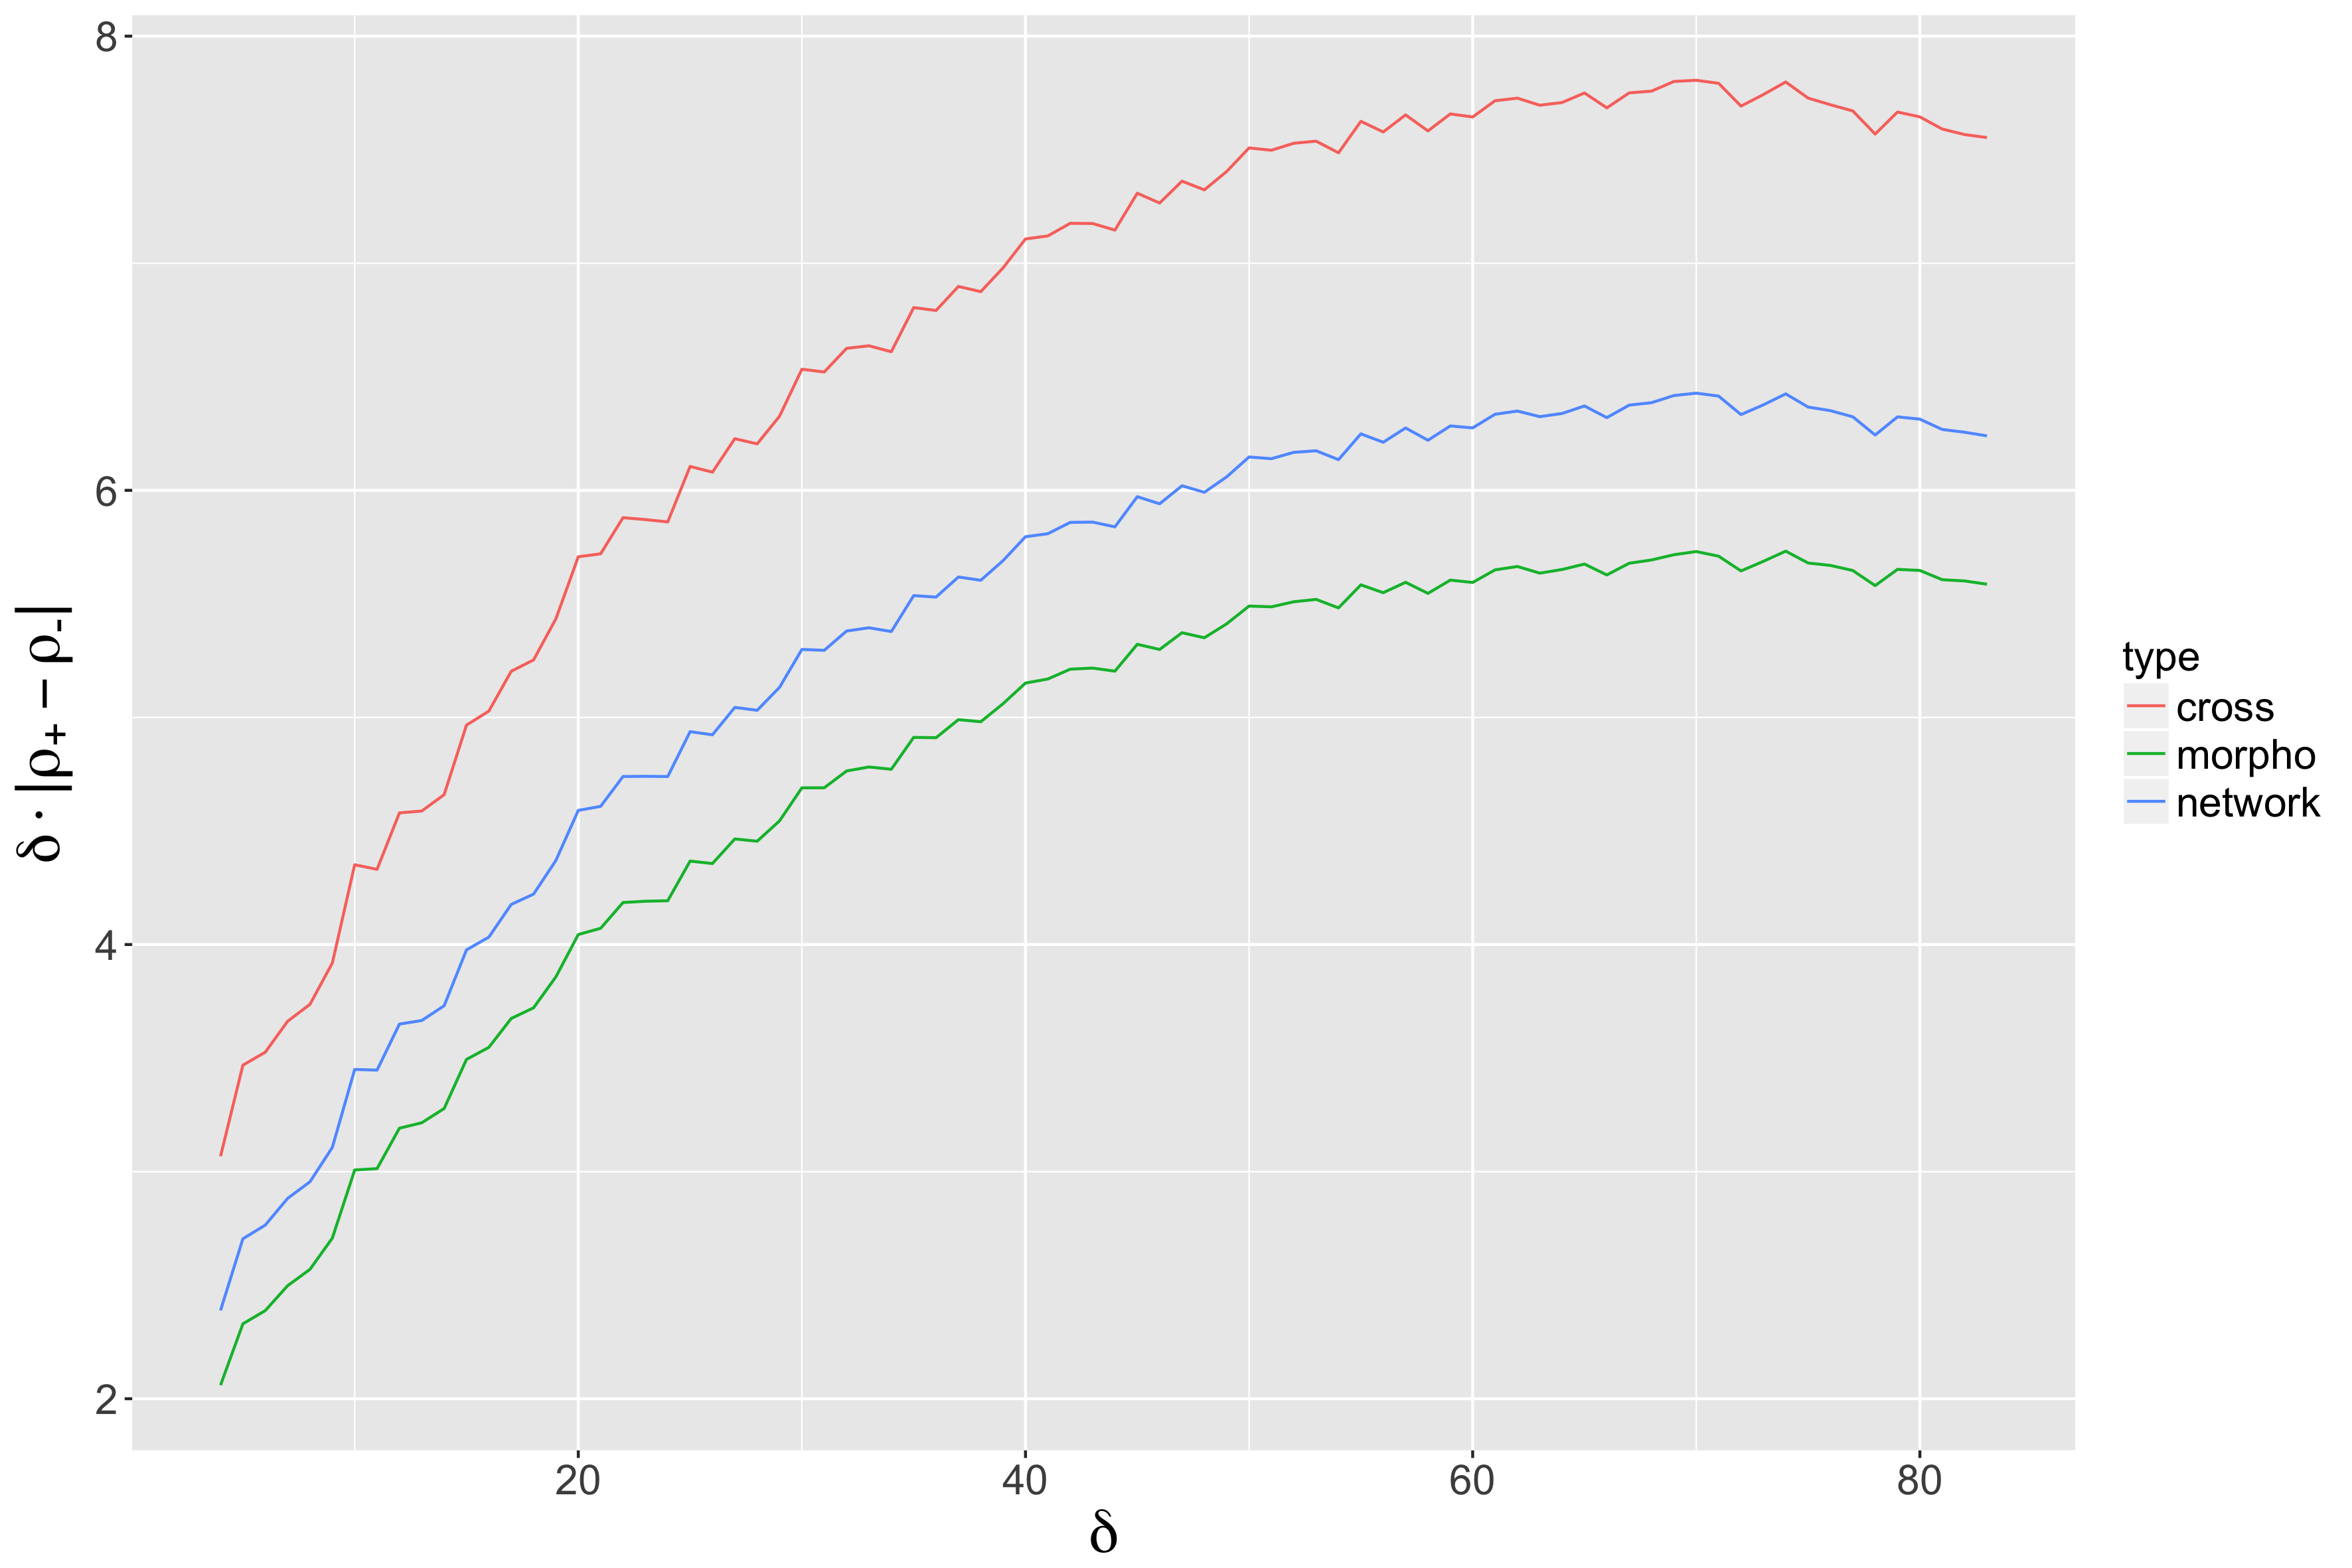 8
6
4
2
20 40 60 80
δ
δ · |ρ+ − ρ-|
type
cross
morpho
network